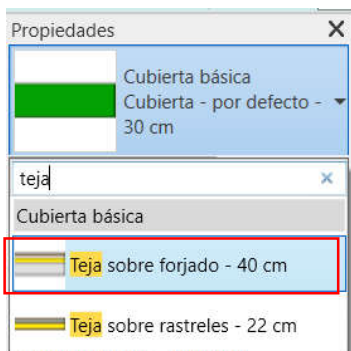 Propiedades
Cubierta básica
Cubierta - por defecto -
30 cm
teja
Cubierta básica
Teja sobre forjado - 40 cm
Teja sobre rastreles - 22 cm